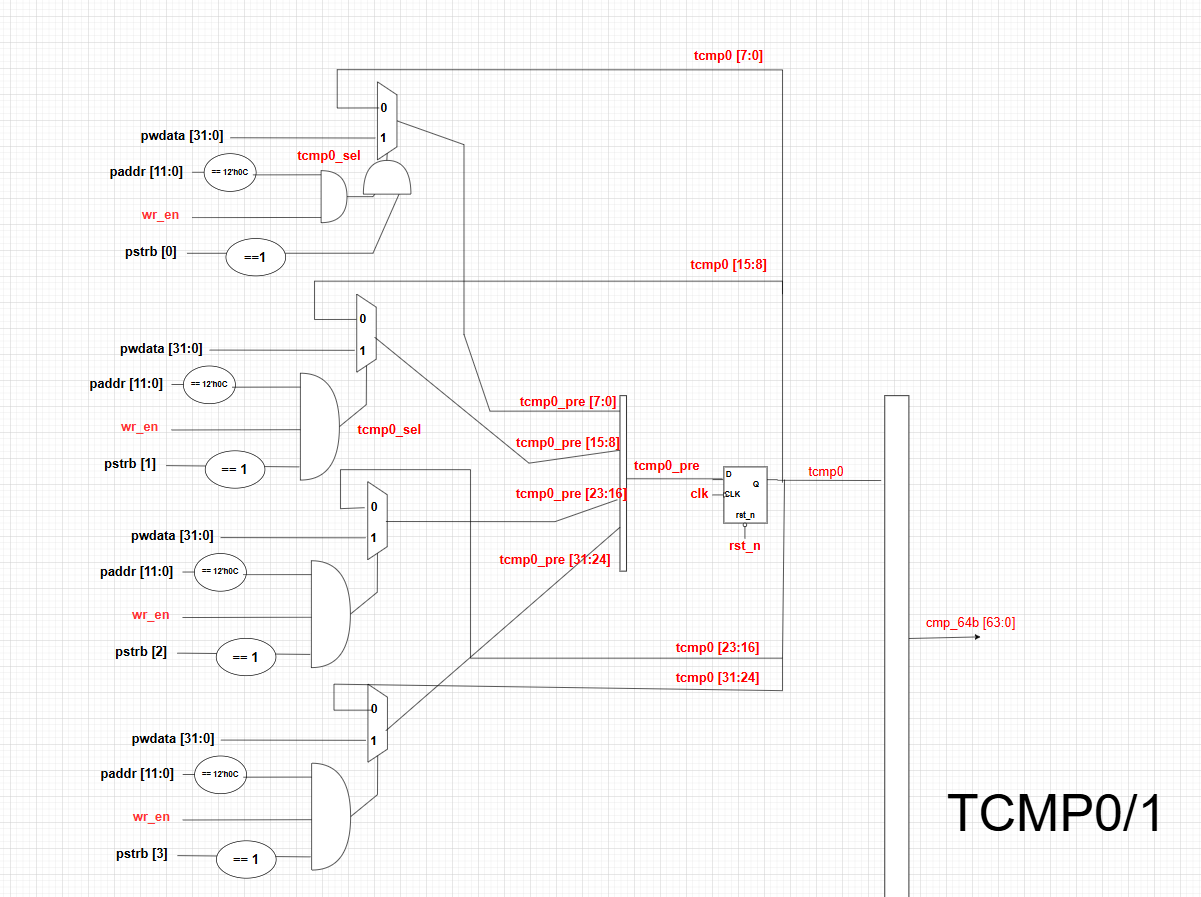 tcmp0 [7:0]
0
pwdata [31:0]
1
tcmp0_sel
paddr [11:0]
== 12'h0C
wr_en
pstrb [0]
==1
tcmp0 [15:8]
0
pwdata [31:0]
1
paddr [11:0]
== 12'h0C
tcmp0_pre [7:0]
wr_en
tcmp0_sel
tcmp0_pre [15:8]
pstrb [1]
== 1
tcmp0_pre
D
tcmp0
Q
clk
CLK
tcmp0_pre [23:16]
0
rst_n
pwdata [31:0]
1
rst_n
tcmp0_pre [31:24]
paddr [11:0]
== 12'h0C
wr_en
cmp_64b [63:0]
pstrb [2]
== 1
tcmp0 [23:16]
tcmp0 [31:24]
0
pwdata [31:0]
1
paddr [11:0]
== 12'h0C
wr_en
TCMP0/1
pstrb [3]
== 1